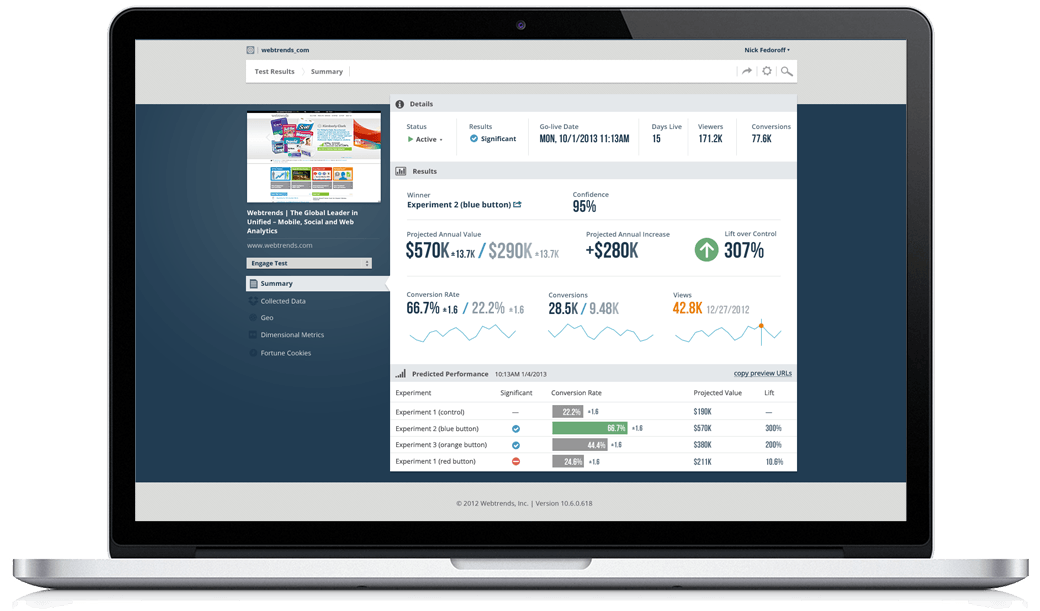 webtrends_com
Nick Fedoroff
Test Results
Summary
Webtrends | The Global Leader in
Unified – Mobile, Social and Web
Analytics
www.webtrends.com
Engage Test
Summary
Collected Data
Geo
Dimensional Metrics
Fortune Cookies
Details
Status Results Go-live Date Days Live Viewers Conversions
Active Significant MON, 10/1/2013 11:13AM 15 171.2K 77.6K
Results
Winner
Experiment 2 (blue button)
Confidence
95%
Projected Annual Value
$570K ±13.7K / $290K ±13.7K
Projected Annual Increase
+$280K
Lift over Control
307%
Conversion RAte
66.7% ±1.6 / 22.2% ±1.6
Conversions
28.5K / 9.48K
Views
42.8K 12/27/2012
Predicted Performance 10:13AM 1/4/2013 copy preview URLs
Experiment Significant Conversion Rate Projected Value Lift
Experiment 1 (control) — 22.2% ±1.6 $190K —
Experiment 2 (blue button) 66.7% ±1.6 $570K 300%
Experiment 3 (orange button) 44.4% ±1.6 $380K 200%
Experiment 1 (red button) 24.6% ±1.6 $211K 10.6%
© 2012 Webtrends, Inc. | Version 10.6.0.618